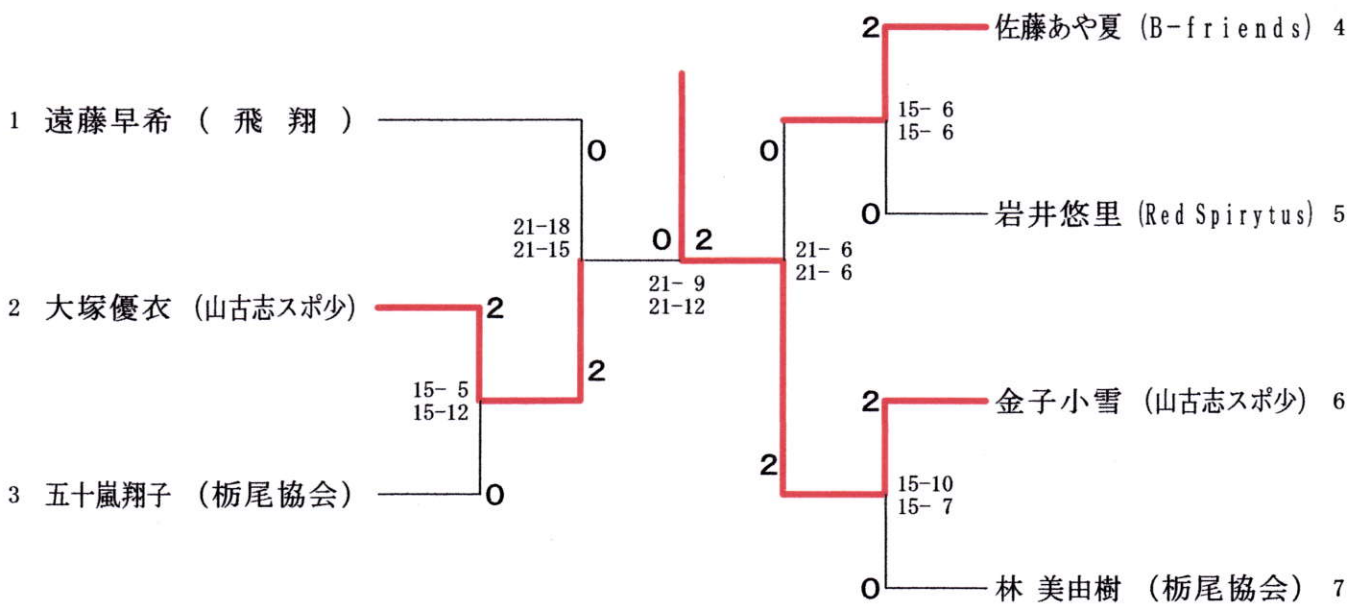 1 遠藤早希 ( 飛 翔 )
0
21-18
21-15
2 大塚優衣 (山古志スポ少)
2
2
15- 5
15-12
3 五十嵐翔子 (栃尾協会)
0
0 2
21- 9
21-12
2 佐藤あや夏 (B-friends) 4
15- 6
15- 6
0
0 岩井悠里 (Red Spirytus) 5
21- 6
21- 6
2 金子小雪 (山古志スポ少) 6
2
15-10
15- 7
0 林 美由樹 (栃尾協会) 7